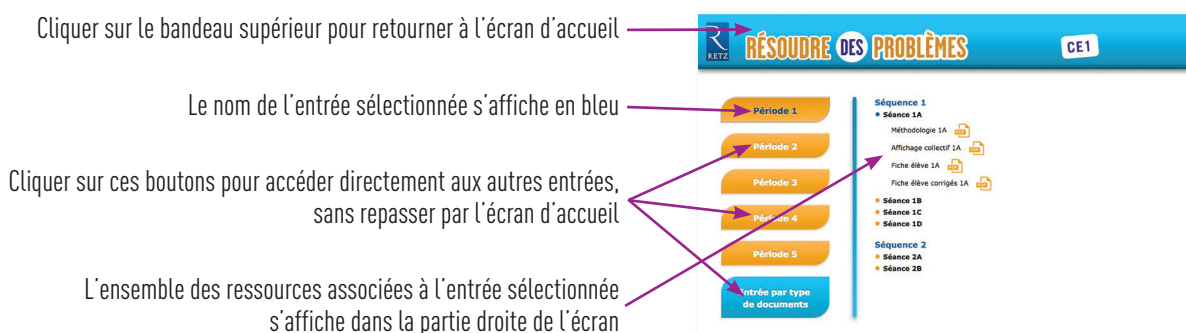 Cliquer sur le bandeau supérieur pour retourner à l'écran d'accueil
Le nom de l'entrée sélectionnée s'affiche en bleu
Cliquer sur ces boutons pour accéder directement aux autres entrées,
sans repasser par l'écran d'accueil
L'ensemble des ressources associées à l'entrée sélectionnée
s'affiche dans la partie droite de l'écran
R
RETZ
RÉSOUDRE DES PROBLÈMES
CE1
Période 1
Période 2
Période 3
Période 4
Période 5
Entrée par type
de documents
Séquence 1
Séance 1A
Méthodologie 1A
Affichage collectif 1A
Fiche élève 1A
Fiche élève corrigés 1A
Séance 1B
Séance 1C
Séance 1D
Séquence 2
Séance 2A
Séance 2B